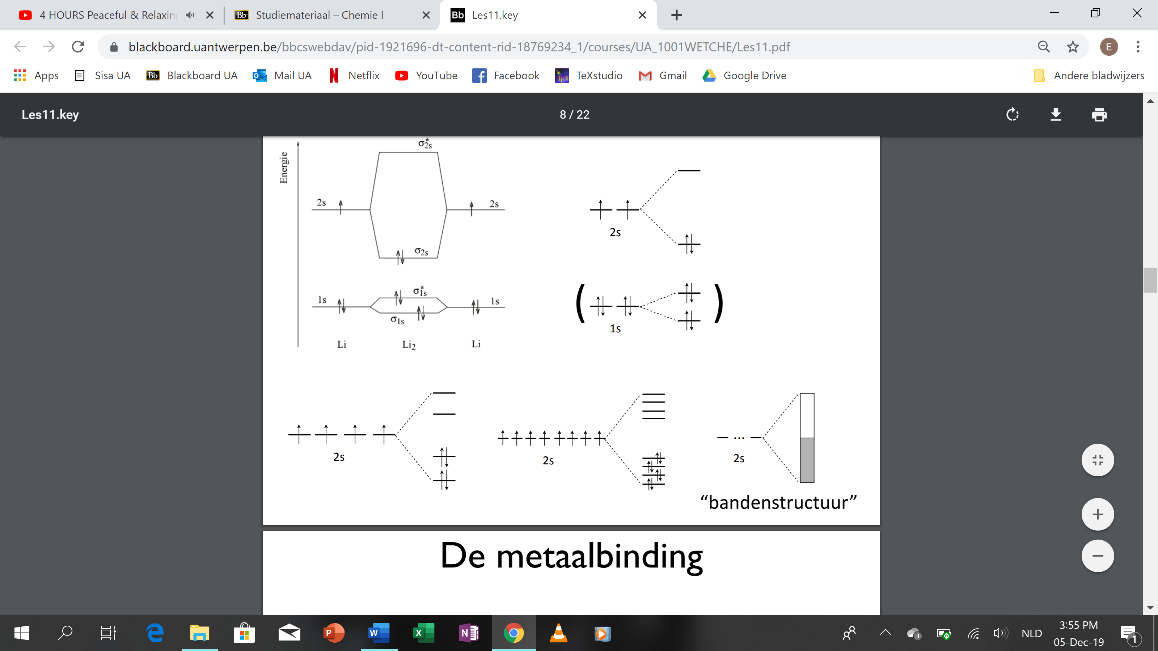 4 HOURS Peaceful & Relaxin
Studiemateriaal – Chemie I
Les11.key
blackboard.uantwerpen.be/bbcswebdav/pid-1921696-dt-content-rid-18769234_1/courses/UA_1001WETCHE/Les11.pdf
E
Apps
Sisa UA
Blackboard UA
Mail UA
Netflix
YouTube
Facebook
TeXstudio
Gmail
Google Drive
Andere bladwijzers
Les11.key
8 / 22
Energie
σ*2s
2s
2s
σ2s
1s
σ*1s
1s
σ1s
Li
Li2
Li
2s
( )
1s
2s
2s
...
2s
“bandenstructuur”
De metaalbinding
NLD
3:55 PM
05-Dec-19
1